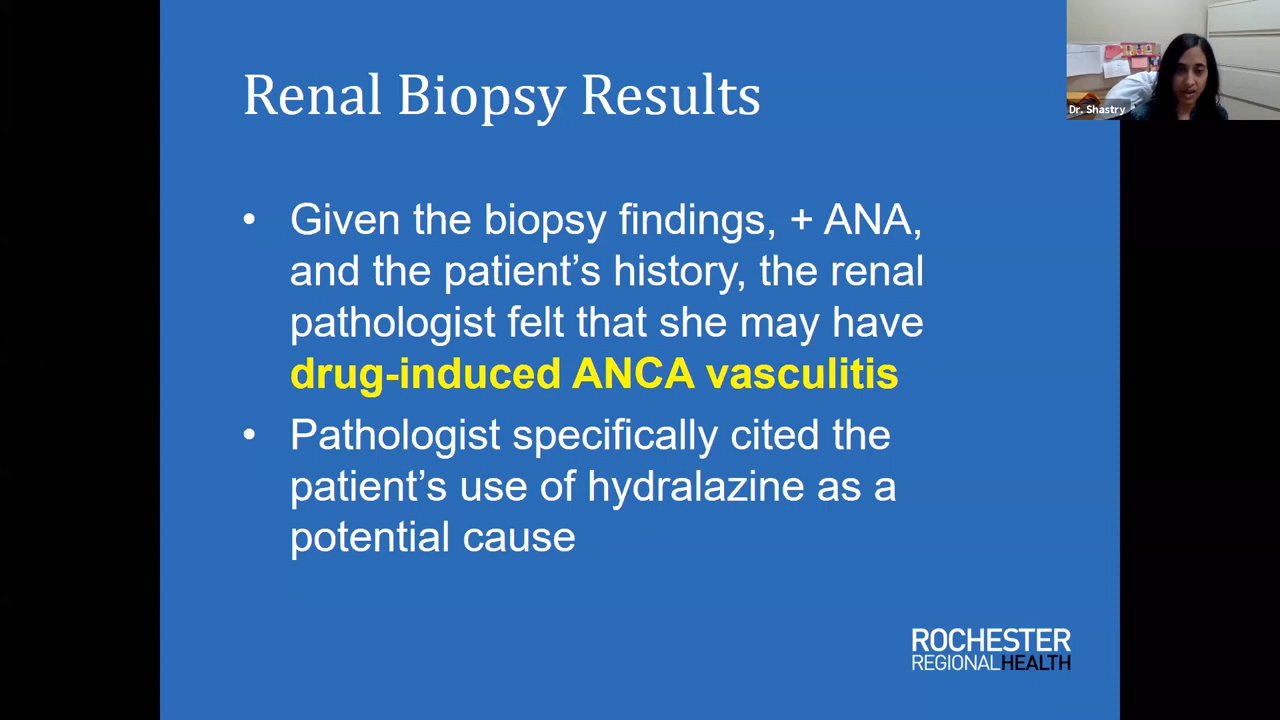 Renal Biopsy Results
Dr. Shastry
• Given the biopsy findings, + ANA,
and the patient’s history, the renal
pathologist felt that she may have
drug-induced ANCA vasculitis
• Pathologist specifically cited the
patient’s use of hydralazine as a
potential cause
ROCHESTER
REGIONALHEALTH